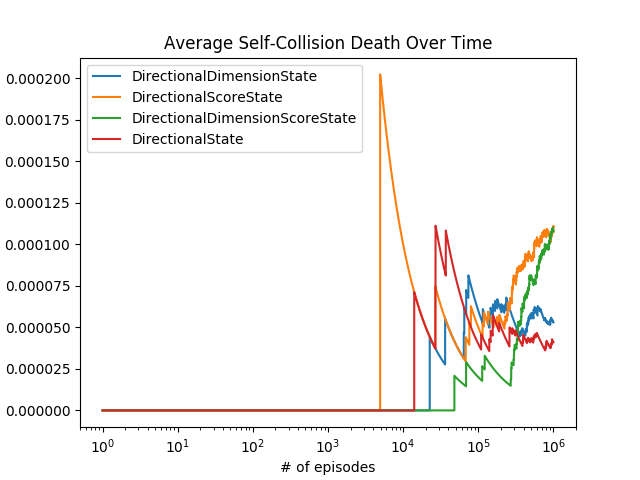 Average Self-Collision Death Over Time
DirectionalDimensionState
DirectionalScoreState
DirectionalDimensionScoreState
DirectionalState
0.000200
0.000175
0.000150
0.000125
0.000100
0.000075
0.000050
0.000025
0.000000
10⁰ 10¹ 10² 10³ 10⁴ 10⁵ 10⁶
# of episodes